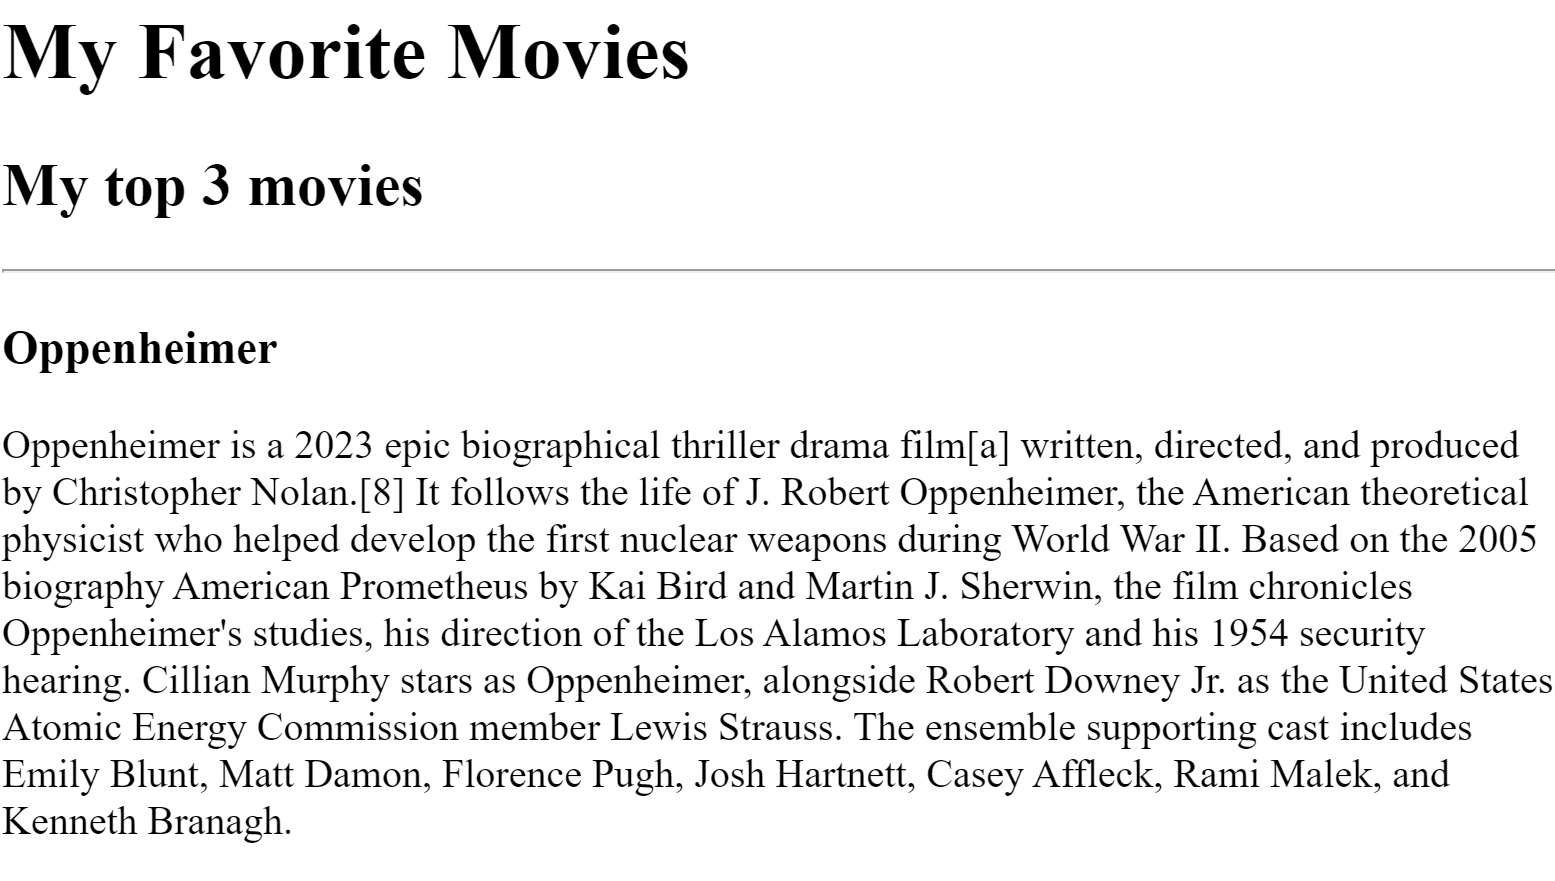 My Favorite Movies
My top 3 movies
Oppenheimer
Oppenheimer is a 2023 epic biographical thriller drama film[a] written, directed, and produced
by Christopher Nolan.[8] It follows the life of J. Robert Oppenheimer, the American theoretical
physicist who helped develop the first nuclear weapons during World War II. Based on the 2005
biography American Prometheus by Kai Bird and Martin J. Sherwin, the film chronicles
Oppenheimer's studies, his direction of the Los Alamos Laboratory and his 1954 security
hearing. Cillian Murphy stars as Oppenheimer, alongside Robert Downey Jr. as the United States
Atomic Energy Commission member Lewis Strauss. The ensemble supporting cast includes
Emily Blunt, Matt Damon, Florence Pugh, Josh Hartnett, Casey Affleck, Rami Malek, and
Kenneth Branagh.